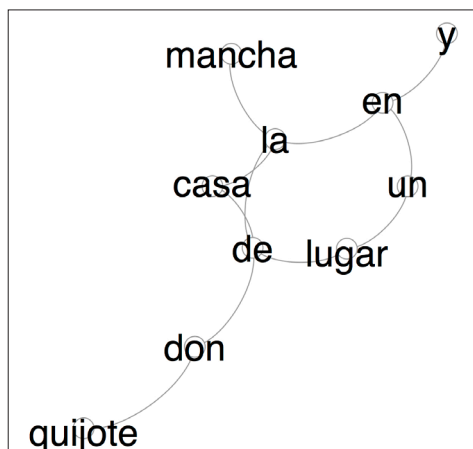 y
mancha
en
la
casa
un
de
lugar
don
quijote